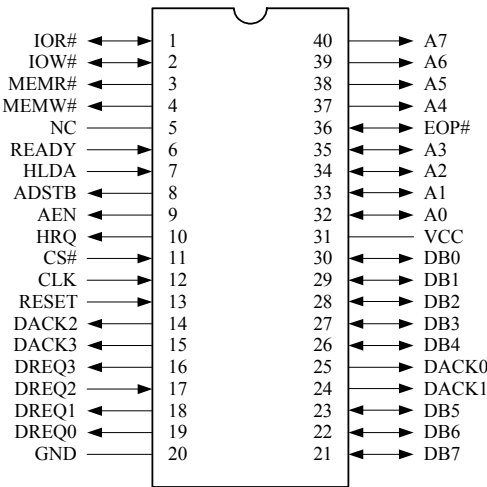 IOR# 1 40 A7
IOW# 2 39 A6
MEMR# 3 38 A5
MEMW# 4 37 A4
NC 5 36 EOP#
READY 6 35 A3
HLDA 7 34 A2
ADSTB 8 33 A1
AEN 9 32 A0
HRQ 10 31 VCC
CS# 11 30 DB0
CLK 12 29 DB1
RESET 13 28 DB2
DACK2 14 27 DB3
DACK3 15 26 DB4
DREQ3 16 25 DACK0
DREQ2 17 24 DACK1
DREQ1 18 23 DB5
DREQ0 19 22 DB6
GND 20 21 DB7